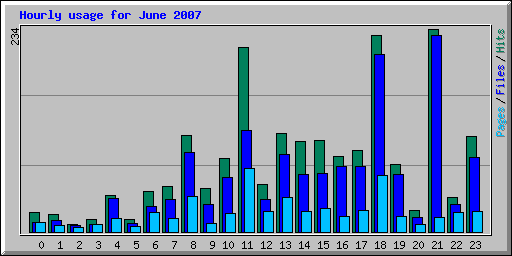 Hourly usage for June 2007
234
Pages / Files / Hits
0 1 2 3 4 5 6 7 8 9 10 11 12 13 14 15 16 17 18 19 20 21 22 23